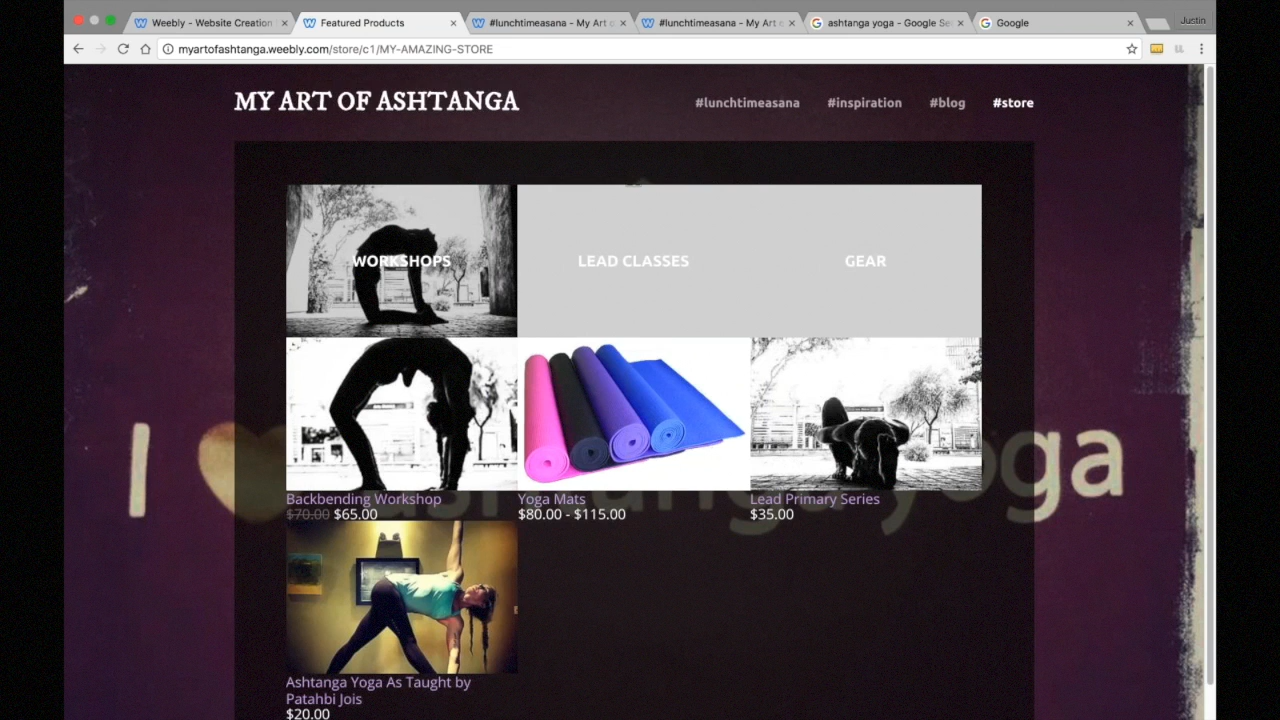 Weebly - Website Creation
Featured Products
#lunchtimeasana - My Art o
#lunchtimeasana - My Art o
ashtanga yoga - Google Se
Google
Justin
myartofashtanga.weebly.com/store/c1/MY-AMAZING-STORE
MY ART OF ASHTANGA
#lunchtimeasana
#inspiration
#blog
#store
WORKSHOPS
LEAD CLASSES
GEAR
I ashtanga yoga
Backbending Workshop
$70.00 $65.00
Yoga Mats
$80.00 - $115.00
Lead Primary Series
$35.00
Ashtanga Yoga As Taught by
Patahbi Jois
$20.00